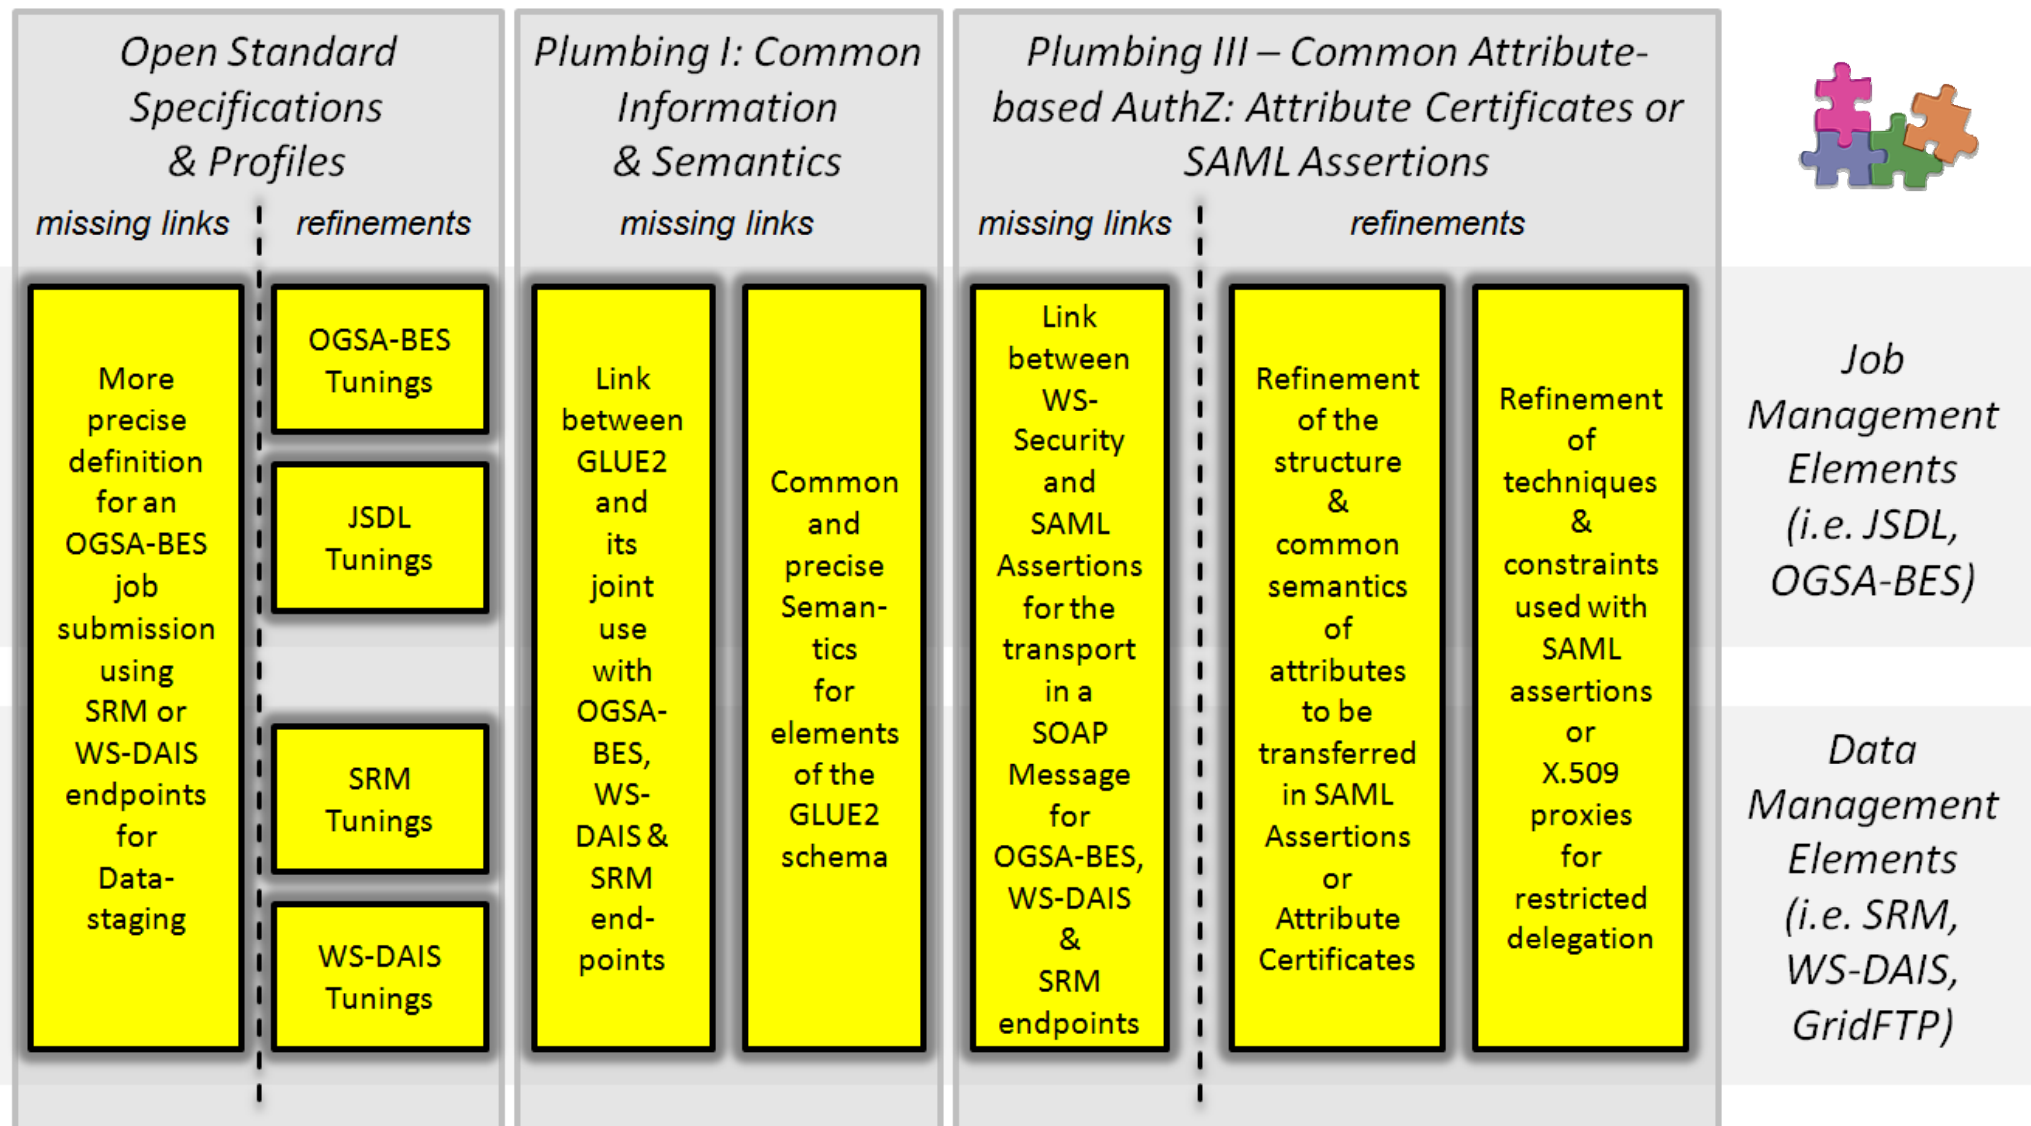 Open Standard
Specifications
& Profiles
missing links
refinements
More
precise
definition
for an
OGSA-BES
job
submission
using
SRM or
WS-DAIS
endpoints
for
Data-
staging
OGSA-BES
Tunings
JSDL
Tunings
SRM
Tunings
WS-DAIS
Tunings
Plumbing I: Common
Information
& Semantics
missing links
Link
between
GLUE2
and
its
joint
use
with
OGSA-
BES,
WS-
DAIS &
SRM
end-
points
Common
and
precise
Seman-
tics
for
elements
of the
GLUE2
schema
Plumbing III – Common Attribute-
based AuthZ: Attribute Certificates or
SAML Assertions
missing links
refinements
Link
between
WS-
Security
and
SAML
Assertions
for the
transport
in a
SOAP
Message
for
OGSA-BES,
WS-DAIS
&
SRM
endpoints
Refinement
of the
structure
&
common
semantics
of
attributes
to be
transferred
in SAML
Assertions
or
Attribute
Certificates
Refinement
of
techniques
&
constraints
used with
SAML
assertions
or
X.509
proxies
for
restricted
delegation
Job
Management
Elements
(i.e. JSDL,
OGSA-BES)
Data
Management
Elements
(i.e. SRM,
WS-DAIS,
GridFTP)